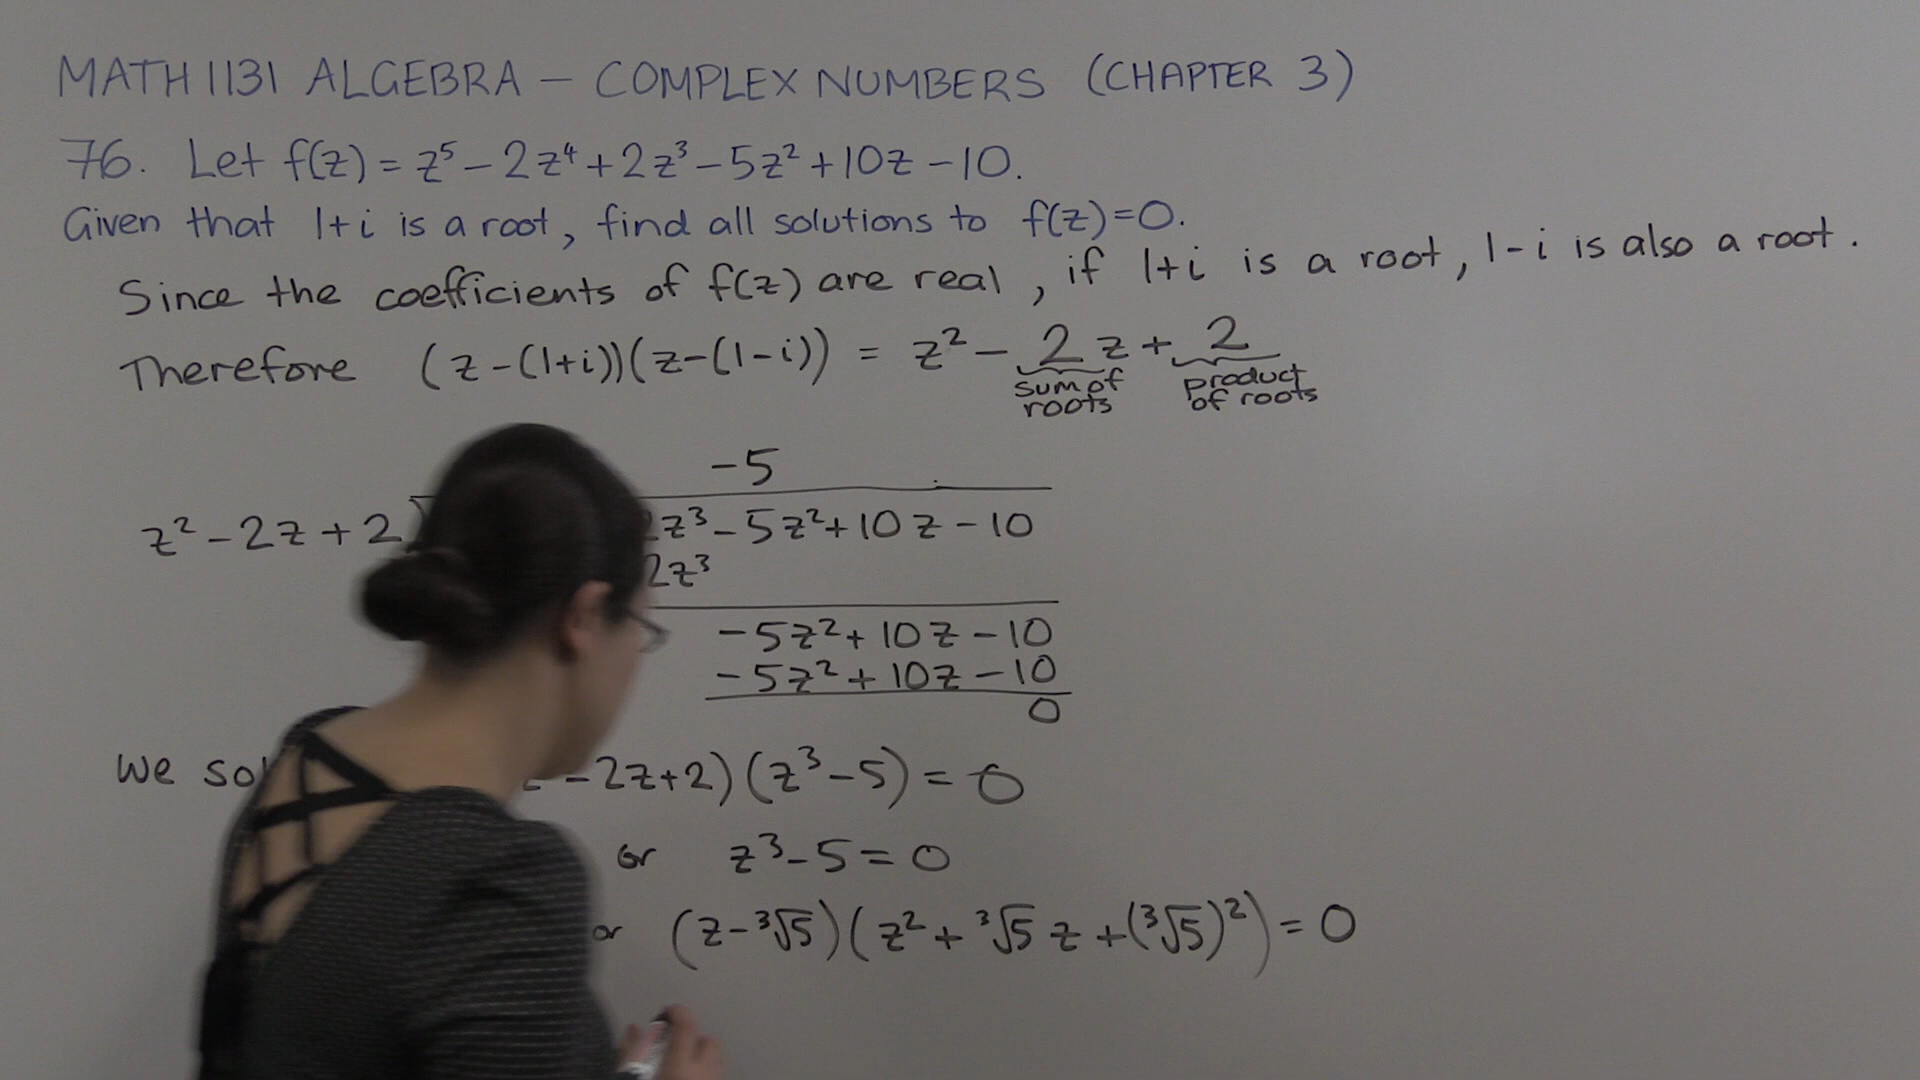 MATH 1131 ALGEBRA – COMPLEX NUMBERS (CHAPTER 3)
76. Let f(z) = z⁵ – 2z⁴ + 2z³ – 5z² + 10z – 10.
Given that 1+i is a root, find all solutions to f(z)=0.
Since the coefficients of f(z) are real, if 1+i is a root, 1-i is also a root.
Therefore (z-(1+i))(z-(1-i)) = z² – 2z + 2
sum of roots product of roots
-5
z² - 2z + 2 2z³ - 5z² + 10z - 10
2z³
-5z² + 10z - 10
-5z² + 10z - 10
0
We - 2z+2)(z³-5) = 0
or z³-5=0
or (z-³√5)(z² + ³√5 z + (³√5)²) = 0